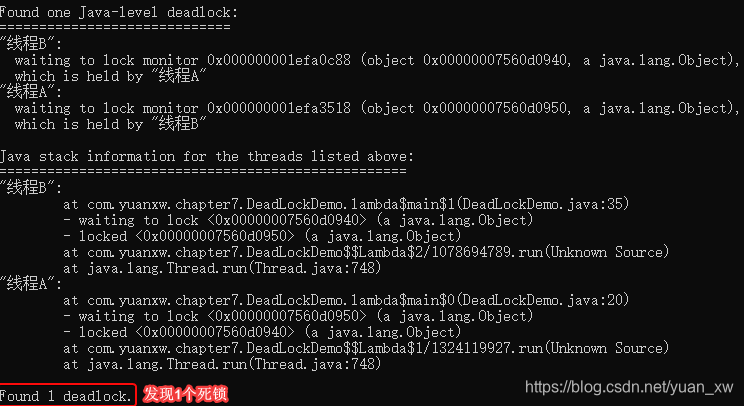 Found one Java-level deadlock:
=============================
"线程B":
  waiting to lock monitor 0x000000001efa0c88 (object 0x00000007560d0940, a java.lang.Object),
  which is held by "线程A"
"线程A":
  waiting to lock monitor 0x000000001efa3518 (object 0x00000007560d0950, a java.lang.Object),
  which is held by "线程B"
Java stack information for the threads listed above:
===================================================
"线程B":
        at com.yuanxw.chapter7.DeadLockDemo.lambda$main$1(DeadLockDemo.java:35)
        - waiting to lock <0x00000007560d0940> (a java.lang.Object)
        - locked <0x00000007560d0950> (a java.lang.Object)
        at com.yuanxw.chapter7.DeadLockDemo$$Lambda$2/1078694789.run(Unknown Source)
        at java.lang.Thread.run(Thread.java:748)
"线程A":
        at com.yuanxw.chapter7.DeadLockDemo.lambda$main$0(DeadLockDemo.java:20)
        - waiting to lock <0x00000007560d0950> (a java.lang.Object)
        - locked <0x00000007560d0940> (a java.lang.Object)
        at com.yuanxw.chapter7.DeadLockDemo$$Lambda$1/1324119927.run(Unknown Source)
        at java.lang.Thread.run(Thread.java:748)
Found 1 deadlock. 发现1个死锁
https://blog.csdn.net/yuan_xw